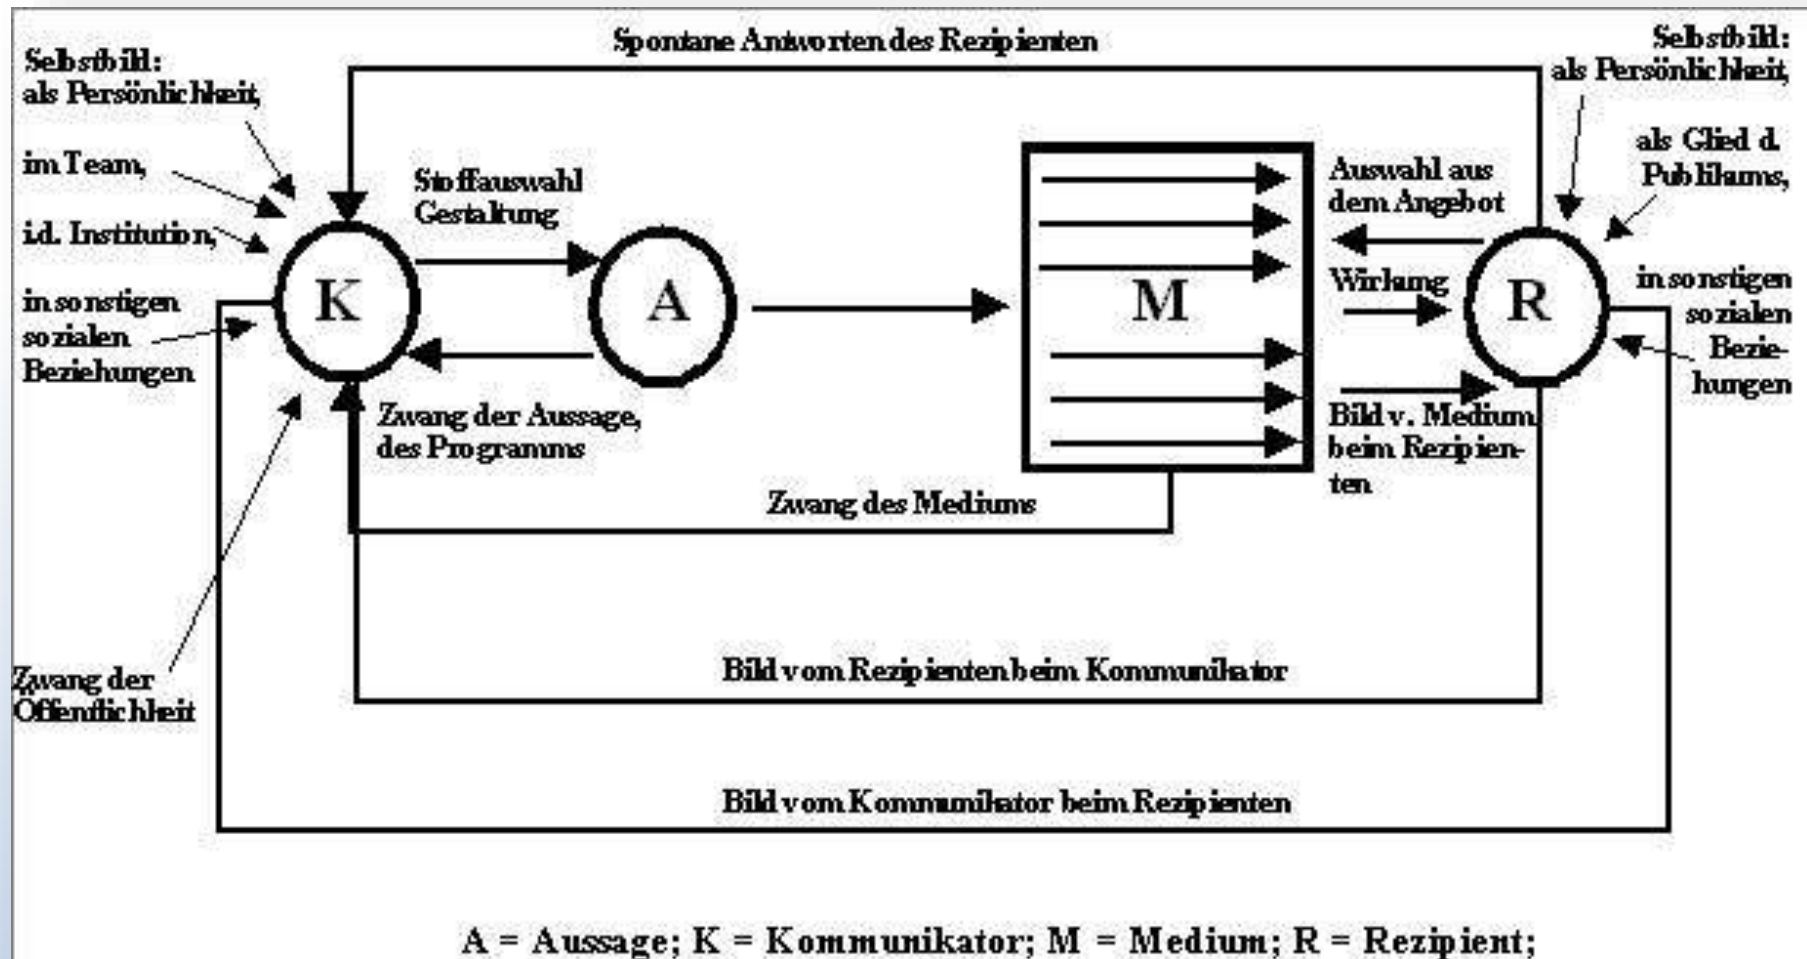 Spontane Antworten des Rezipienten
Selbstbild:
als Persönlichkeit,
im Team,
i.d. Institution,
in sonstigen
sozialen
Beziehungen
Zwang der
Öffentlichkeit
K
Stoffauswahl
Gestaltung
Zwang der Aussage,
des Programms
A
M
Zwang des Mediums
Auswahl aus
dem Angebot
Wirkung
Bild v. Medium
beim Rezipien-
ten
R
Selbstbild:
als Persönlichkeit,
als Glied d.
Publikums,
in sonstigen
sozialen
Bezie-
hungen
Bild vom Rezipienten beim Kommunikator
Bild vom Kommunikator beim Rezipienten
A = Aussage; K = Kommunikator; M = Medium; R = Rezipient;